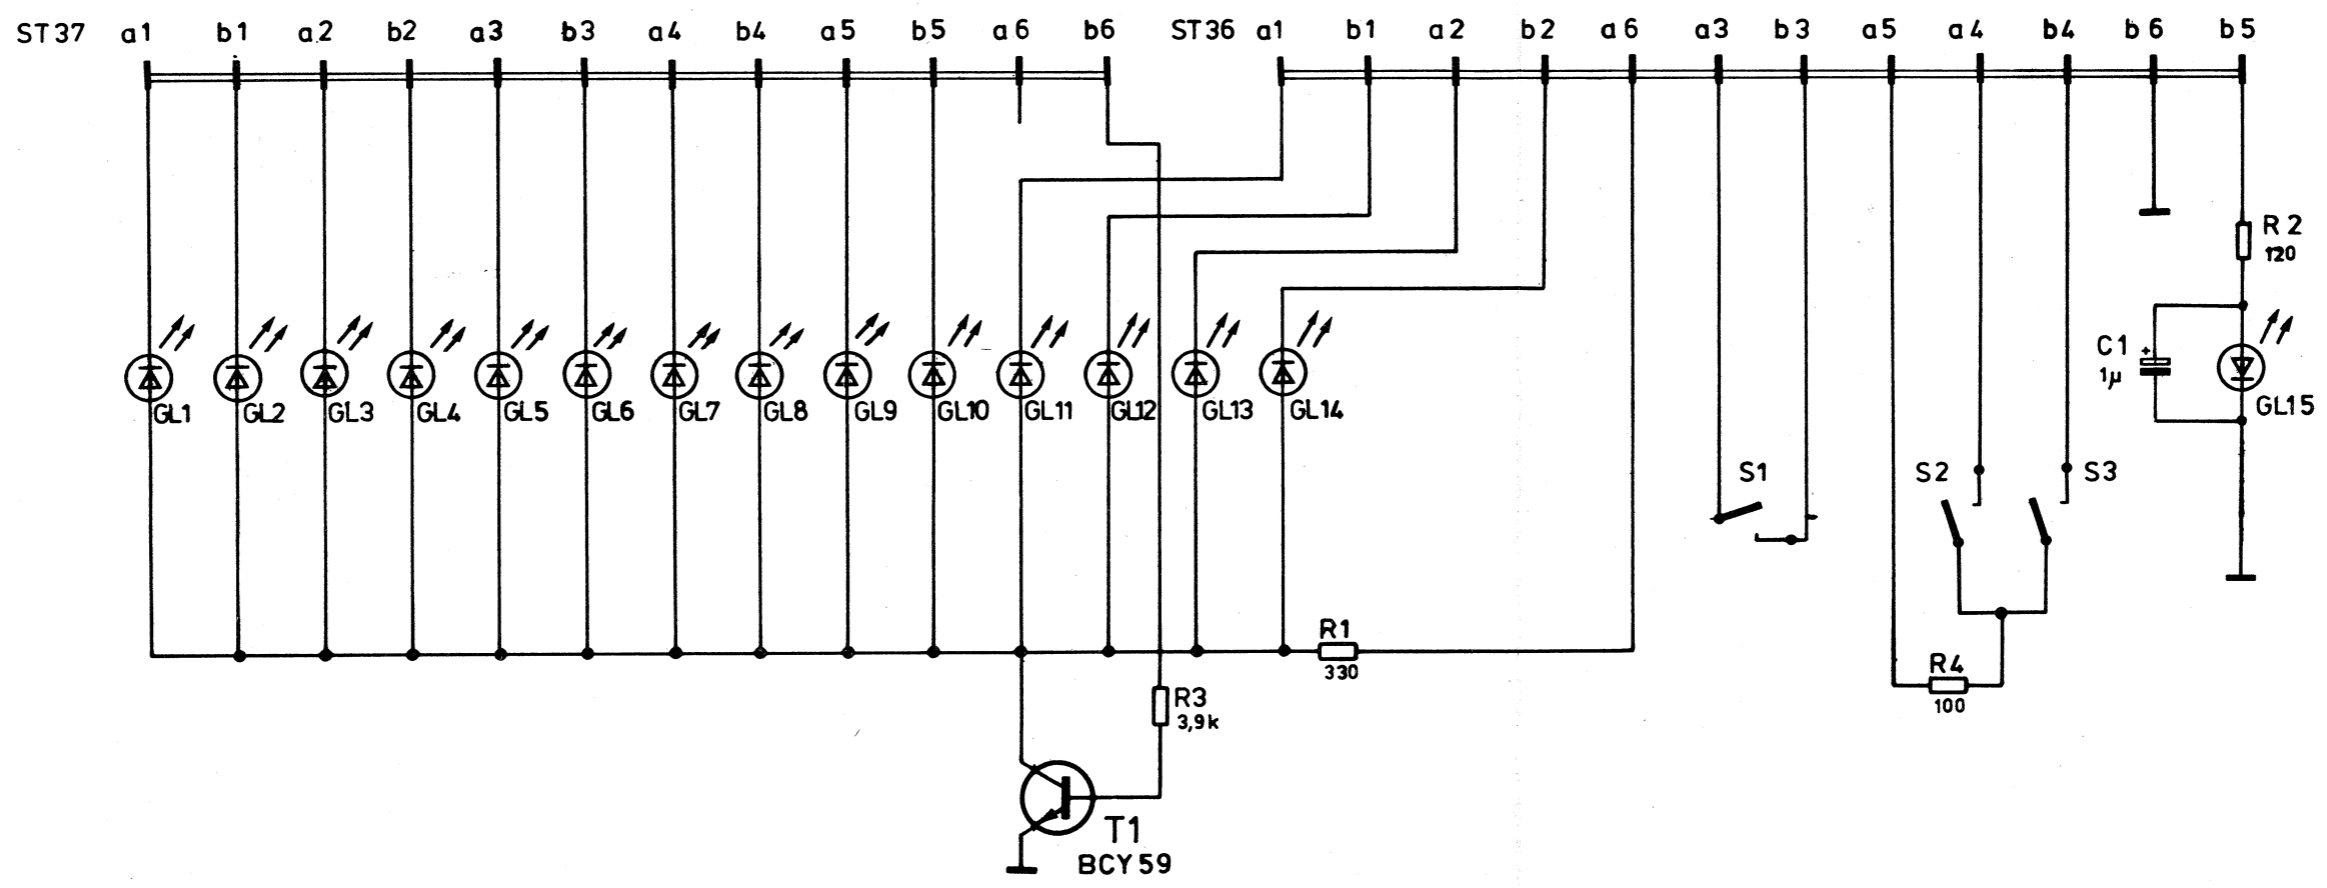 ST37 a1 b1 a2 b2 a3 b3 a4 b4 a5 b5 a6 b6 ST36 a1 b1 a2 b2 a6 a3 b3 a5 a4 b4 b6 b5
R2
120
C1
+
1µ
GL1 GL2 GL3 GL4 GL5 GL6 GL7 GL8 GL9 GL10 GL11 GL12 GL13 GL14 GL15
S1 S2 S3
R1
330
R4
100
R3
3,9k
T1
BCY59